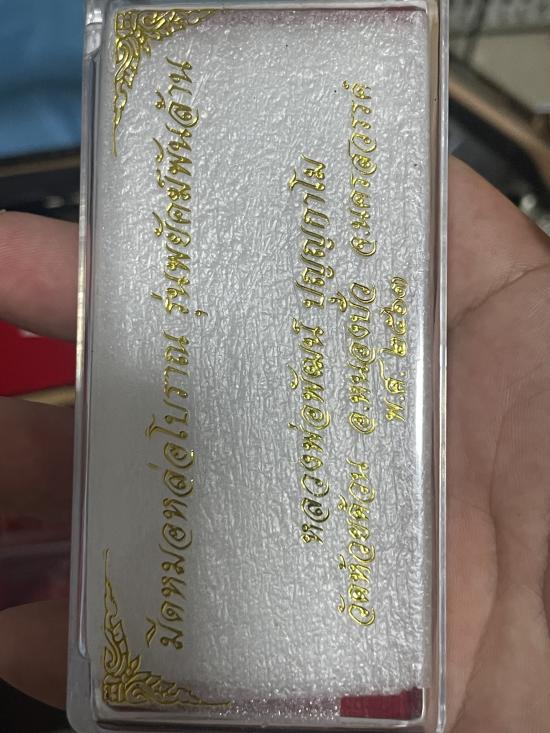 มีดหมอหล่อโบราณ รุ่นพยัคฆ์พันล้าน
หลวงพ่อพัฒน์ ปุญญกาโม
วัดห้วยด้วน อ.หนองบัว จ.นครสวรรค์
พ.ศ. ๒๕๖๓